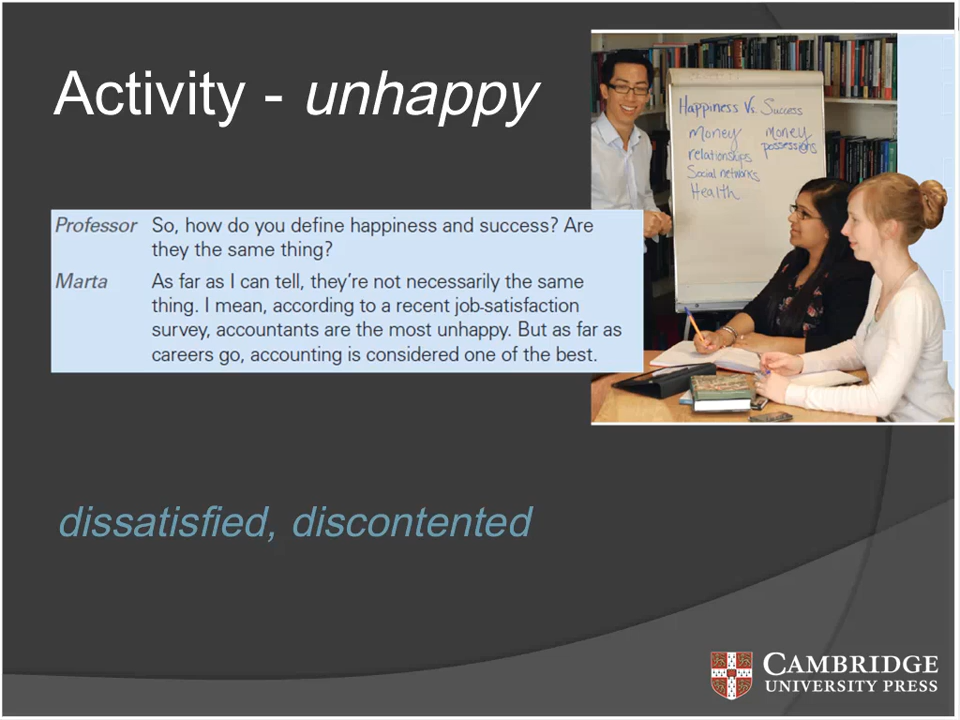 Activity - unhappy
Happiness Vs. Success
Money money
relationships possessions
Social networks
Health
Professor So, how do you define happiness and success? Are
they the same thing?
Marta As far as I can tell, they're not necessarily the same
thing. I mean, according to a recent job-satisfaction
survey, accountants are the most unhappy. But as far as
careers go, accounting is considered one of the best.
dissatisfied, discontented
CAMBRIDGE
UNIVERSITY PRESS